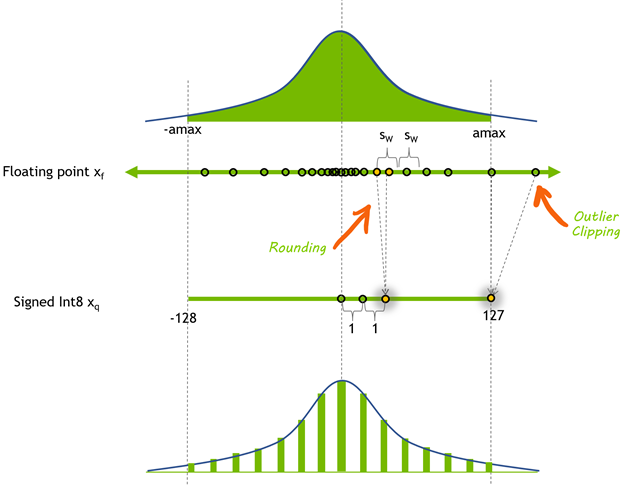 -amax
amax
s_w s_w
Floating point x_f
Rounding
Outlier
Clipping
Signed Int8 x_q
-128
1 1
127